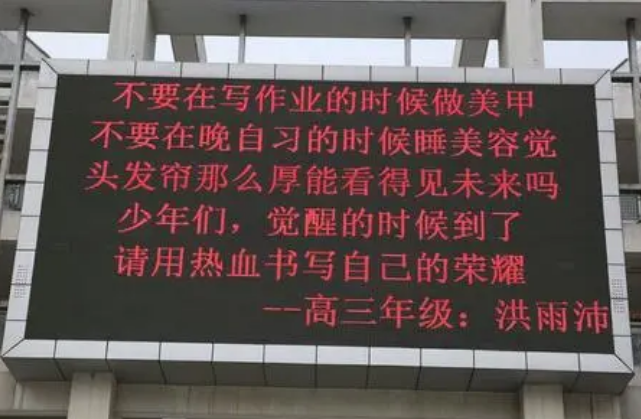 不要在写作业的时候做美甲
不要在晚自习的时候睡美容觉
头发帘那么厚能看得见未来吗
少年们，觉醒的时候到了
请用热血书写自己的荣耀
--高三年级：洪雨沛